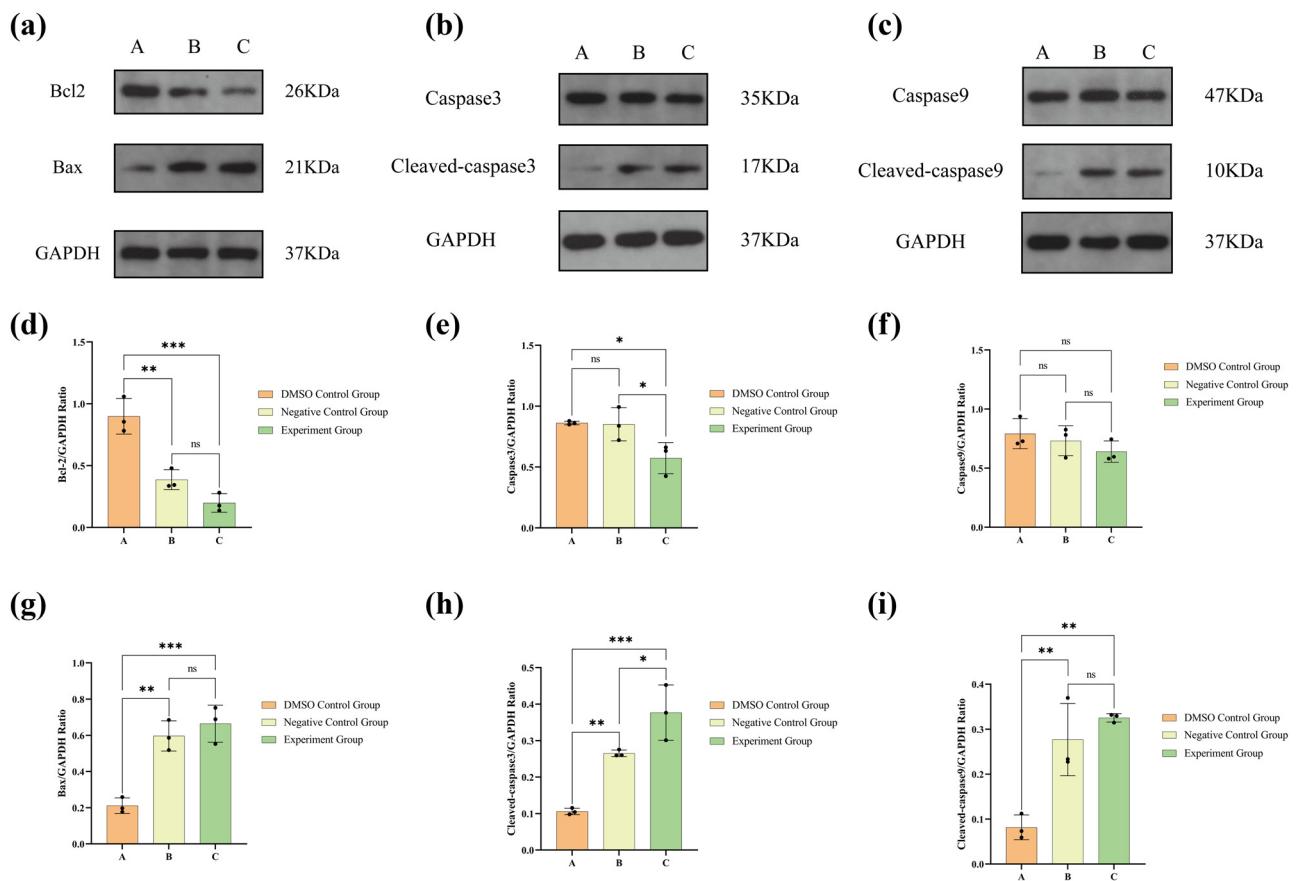 (a)
A B C
Bcl2 26KDa
Bax 21KDa
GAPDH 37KDa
(b)
A B C
Caspase3 35KDa
Cleaved-caspase3 17KDa
GAPDH 37KDa
(c)
A B C
Caspase9 47KDa
Cleaved-caspase9 10KDa
GAPDH 37KDa
(d)
Bcl-2/GAPDH Ratio
1.5
1.0
0.5
0.0
***
**
ns
A B C
DMSO Control Group
Negative Control Group
Experiment Group
(e)
Caspase3/GAPDH Ratio
1.5
1.0
0.5
0.0
*
ns
*
A B C
DMSO Control Group
Negative Control Group
Experiment Group
(f)
Caspase9/GAPDH Ratio
1.5
1.0
0.5
0.0
ns
ns
ns
A B C
DMSO Control Group
Negative Control Group
Experiment Group
(g)
Bax/GAPDH Ratio
1.0
0.8
0.6
0.4
0.2
0.0
***
ns
**
A B C
DMSO Control Group
Negative Control Group
Experiment Group
(h)
Cleaved-caspase3/GAPDH Ratio
0.5
0.4
0.3
0.2
0.1
0.0
***
*
**
A B C
DMSO Control Group
Negative Control Group
Experiment Group
(i)
Cleaved-caspase9/GAPDH Ratio
0.4
0.3
0.2
0.1
0.0
**
**
ns
A B C
DMSO Control Group
Negative Control Group
Experiment Group